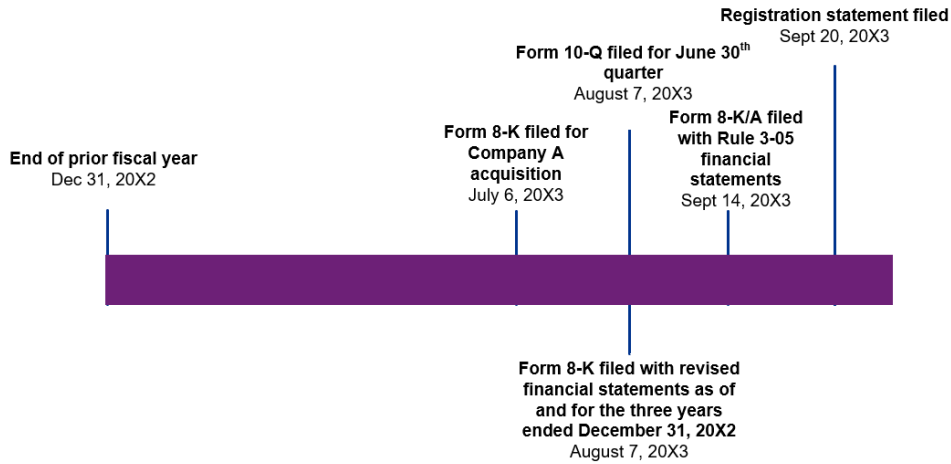 Registration statement filed
Sept 20, 20X3
Form 10-Q filed for June 30th
quarter
August 7, 20X3
Form 8-K/A filed
with Rule 3-05
financial
statements
Sept 14, 20X3
Form 8-K filed for
Company A
acquisition
July 6, 20X3
End of prior fiscal year
Dec 31, 20X2
Form 8-K filed with revised
financial statements as of
and for the three years
ended December 31, 20X2
August 7, 20X3